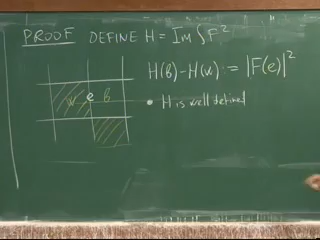 PROOF DEFINE H = Im ∫ F²
H(b) - H(w) := |F(e)|²
w e b
• H is well defined